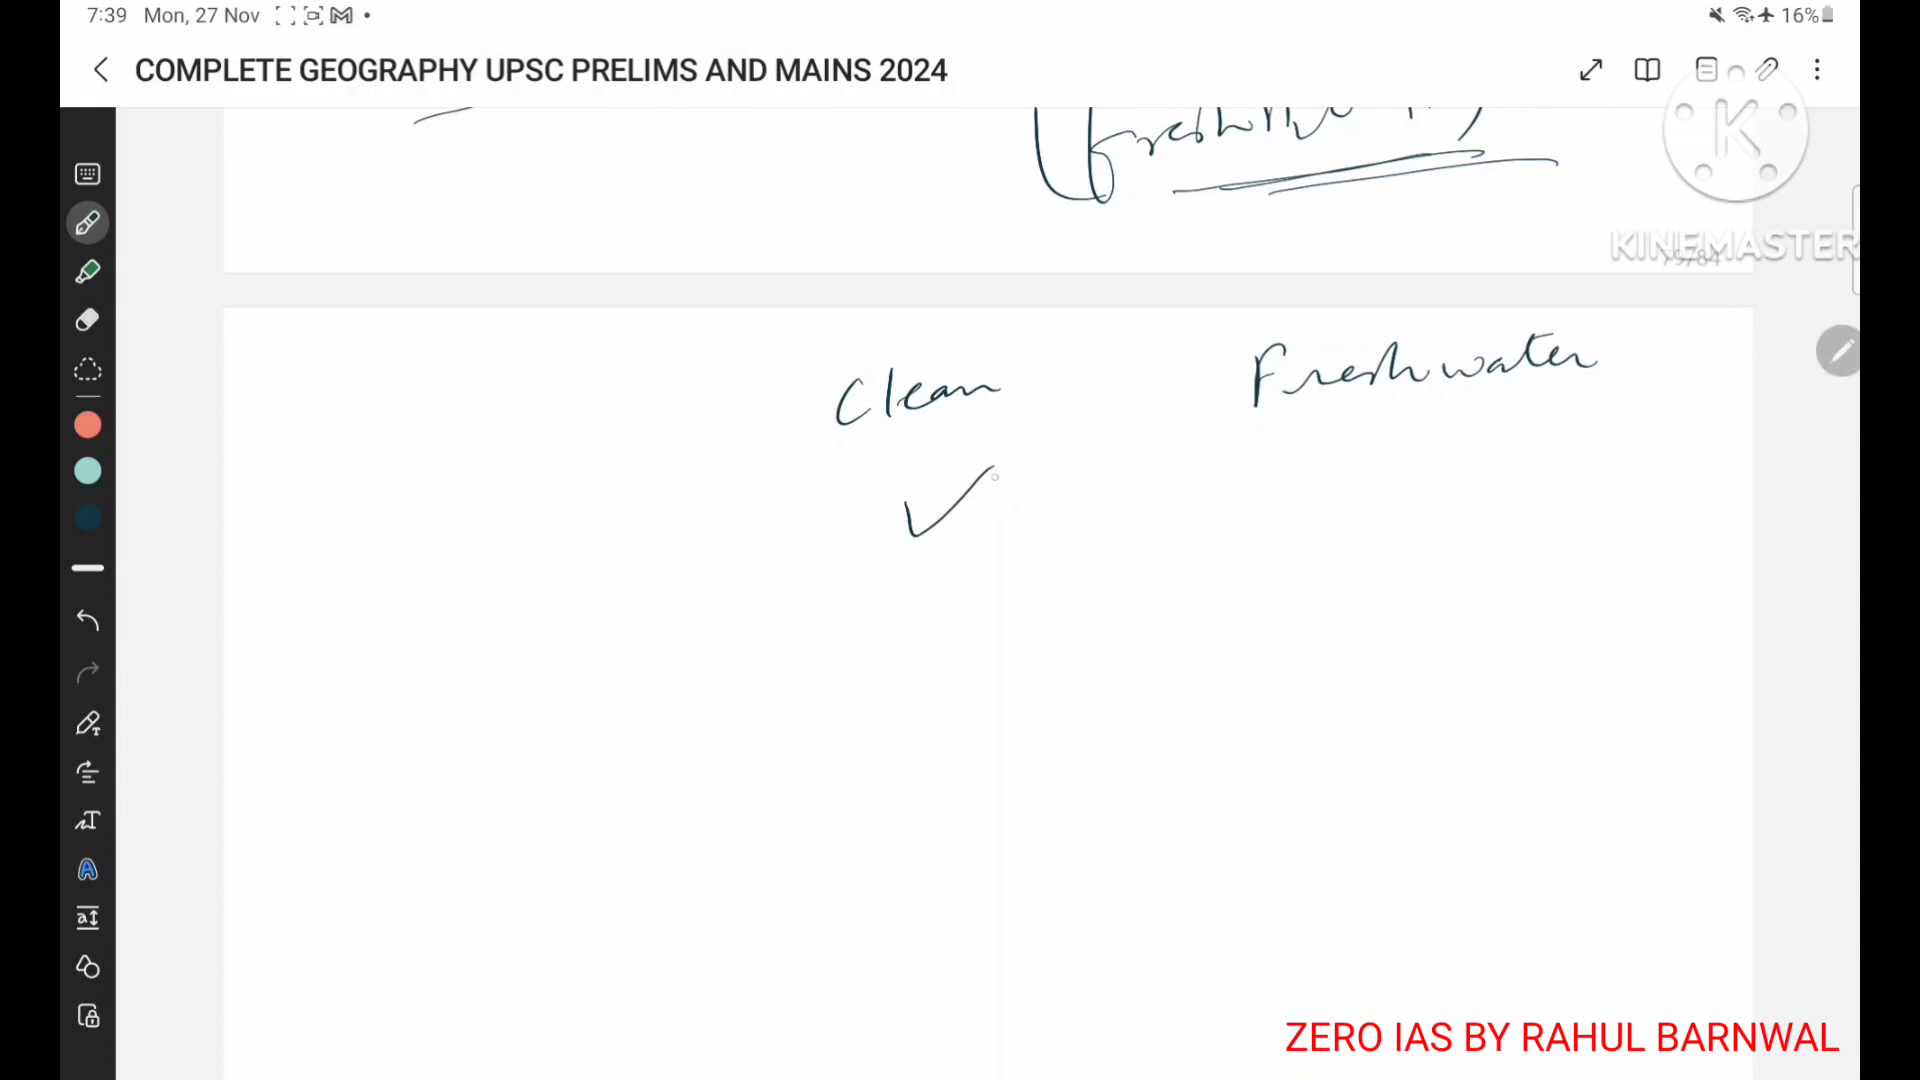 7:39 Mon, 27 Nov
16%
COMPLETE GEOGRAPHY UPSC PRELIMS AND MAINS 2024
K
KINEMASTER
Clean Freshwater
ZERO IAS BY RAHUL BARNWAL